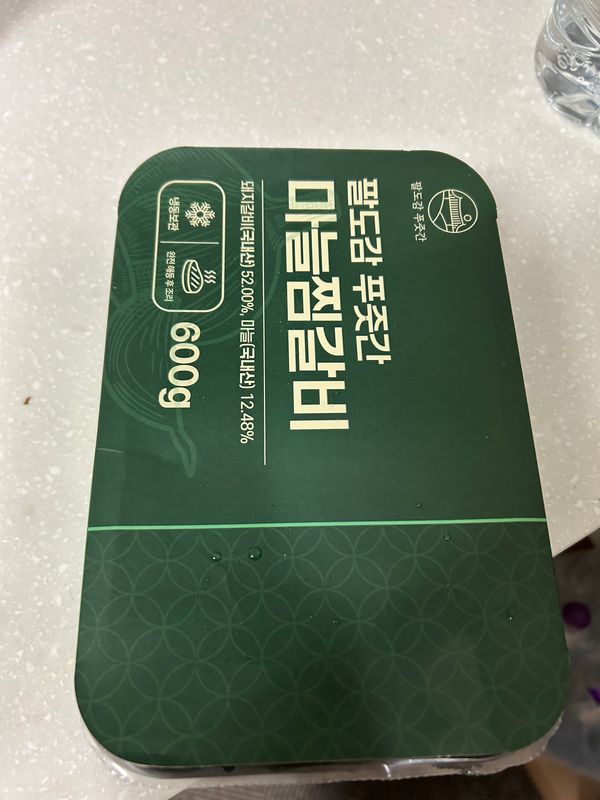 팔도감 푸줏간
팔도감 푸줏간
마늘찜갈비
돼지갈비(국내산) 52.00%, 마늘(국내산) 12.48%
냉동보관
완전 해동 후 조리
600g